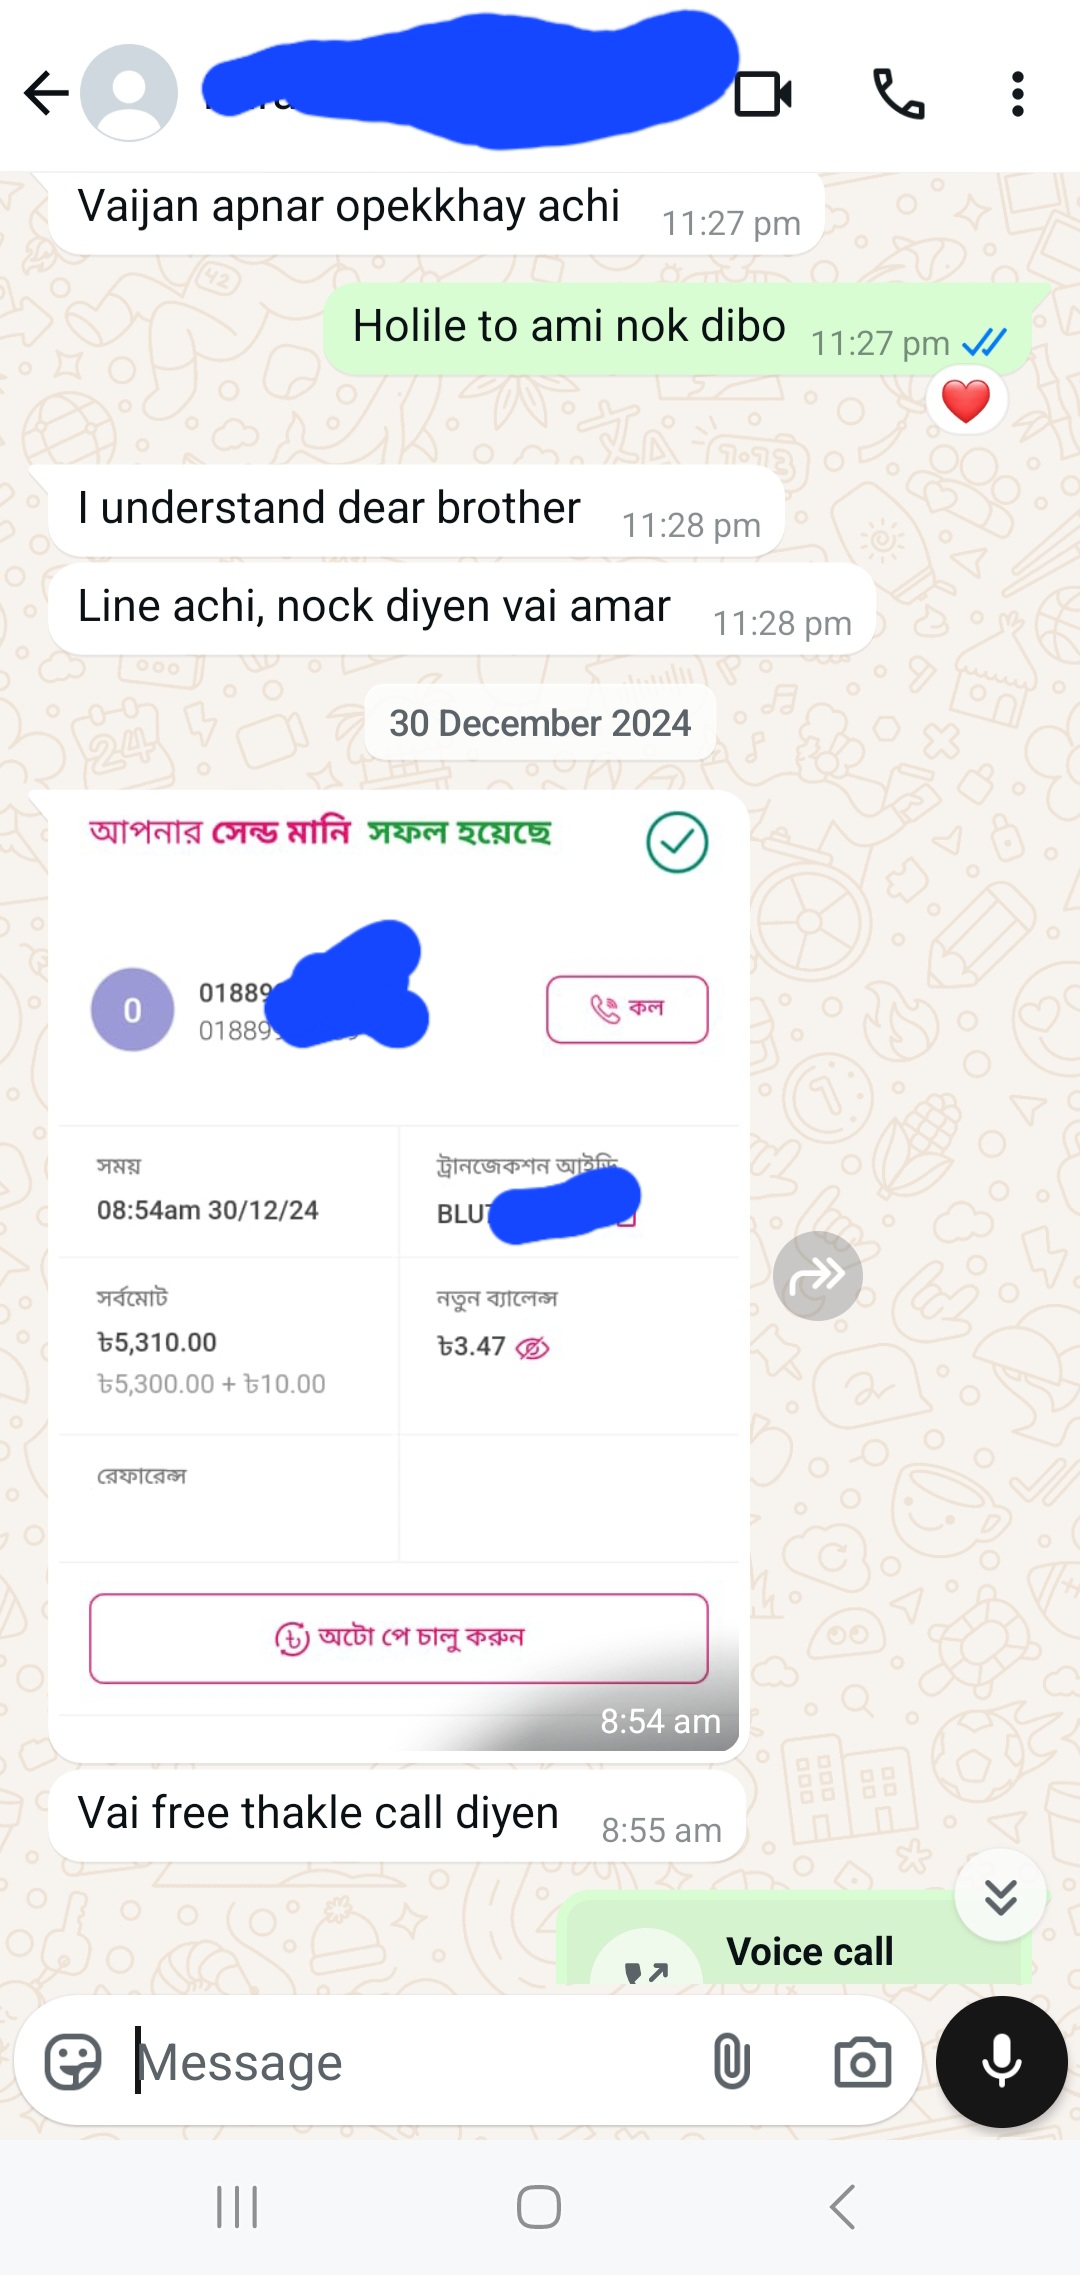 Vaijan apnar opekkhay achi 11:27 pm
Holile to ami nok dibo 11:27 pm
I understand dear brother 11:28 pm
Line achi, nock diyen vai amar 11:28 pm
30 December 2024
আপনার সেন্ড মানি সফল হয়েছে
0
01889
01889
কল
সময়
08:54am 30/12/24
ট্রানজেকশন আইডি
BLU
সর্বমোট
৳5,310.00
৳5,300.00 + ৳10.00
নতুন ব্যালেন্স
৳3.47
রেফারেন্স
অটো পে চালু করুন
8:54 am
Vai free thakle call diyen 8:55 am
Voice call
Message